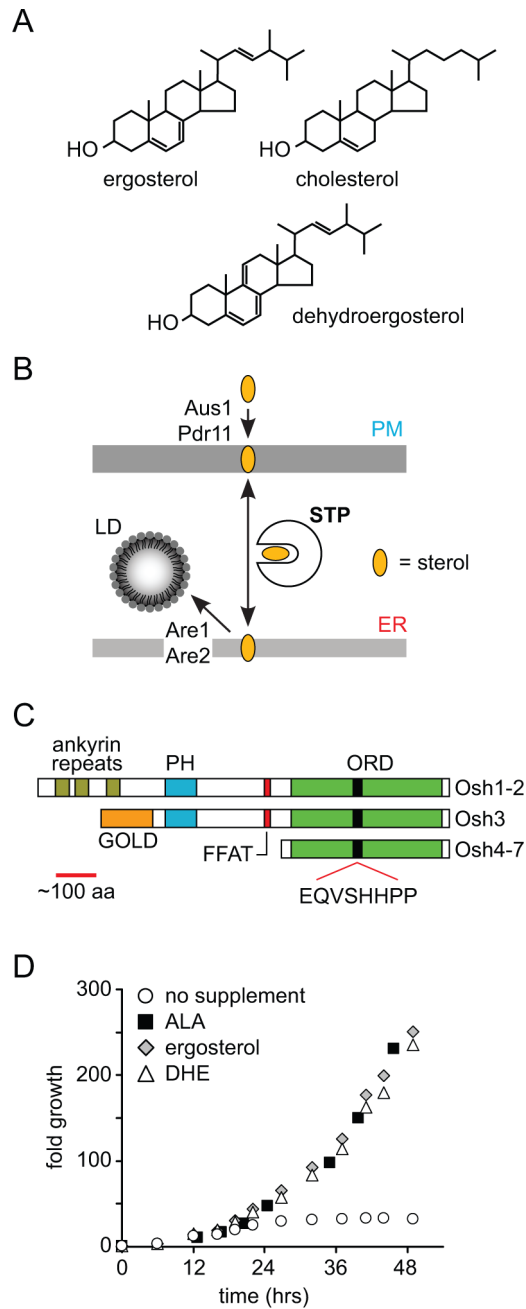 A
HO
ergosterol
HO
cholesterol
HO
dehydroergosterol
B
Aus1
Pdr11
PM
LD
STP
= sterol
Are1
Are2
ER
C
ankyrin
repeats
PH
ORD
Osh1-2
Osh3
GOLD
FFAT
Osh4-7
~100 aa
EQVSHHPP
D
300
200
100
0
fold growth
no supplement
ALA
ergosterol
DHE
0 12 24 36 48
time (hrs)